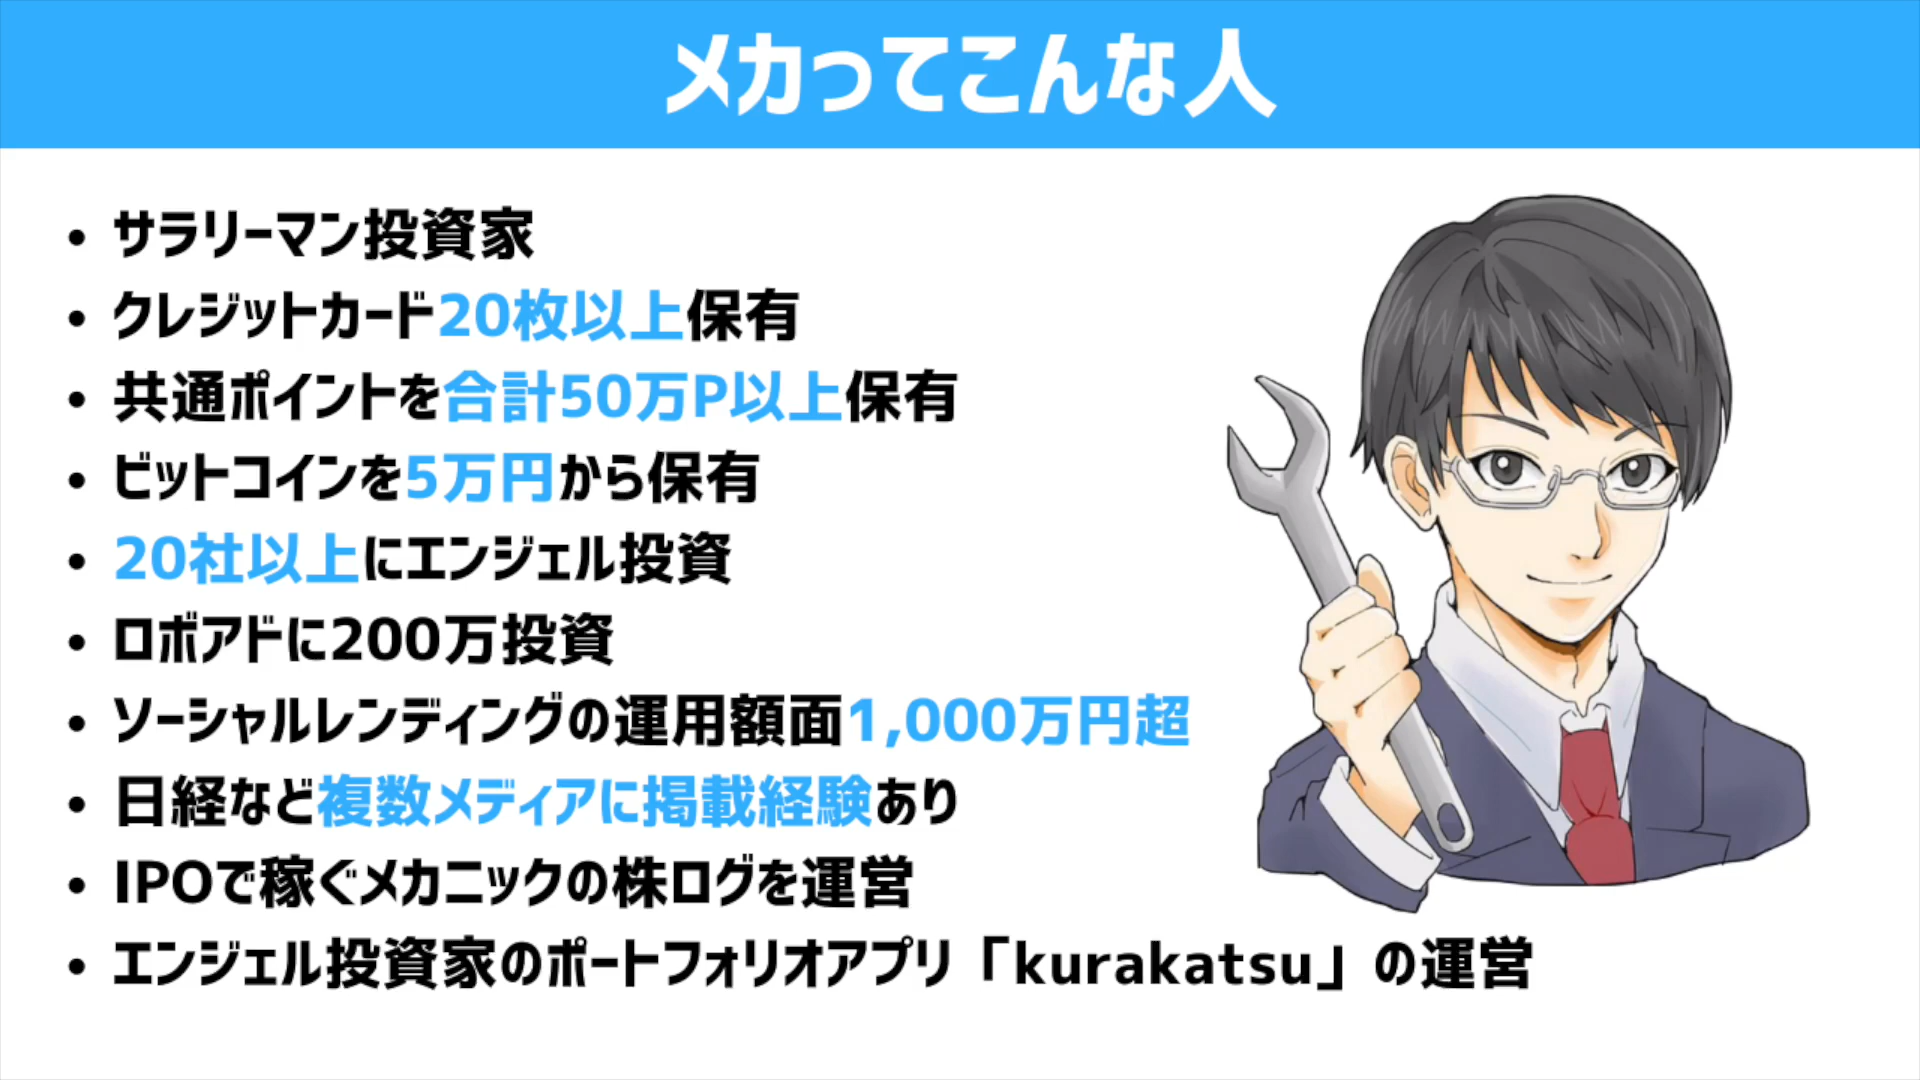 メカってこんな人
・サラリーマン投資家
・クレジットカード20枚以上保有
・共通ポイントを合計50万P以上保有
・ビットコインを5万円から保有
・20社以上にエンジェル投資
・ロボアドに200万投資
・ソーシャルレンディングの運用額面1,000万円超
・日経など複数メディアに掲載経験あり
・IPOで稼ぐメカニックの株ログを運営
・エンジェル投資家のポートフォリオアプリ「kurakatsu」の運営